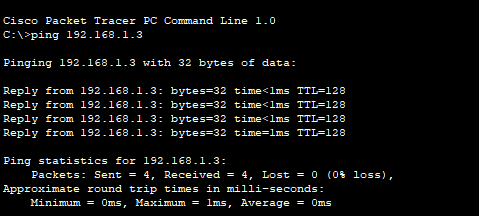 Cisco Packet Tracer PC Command Line 1.0
C:\>ping 192.168.1.3
Pinging 192.168.1.3 with 32 bytes of data:
Reply from 192.168.1.3: bytes=32 time<1ms TTL=128
Reply from 192.168.1.3: bytes=32 time<1ms TTL=128
Reply from 192.168.1.3: bytes=32 time<1ms TTL=128
Reply from 192.168.1.3: bytes=32 time=1ms TTL=128
Ping statistics for 192.168.1.3:
Packets: Sent = 4, Received = 4, Lost = 0 (0% loss),
Approximate round trip times in milli-seconds:
Minimum = 0ms, Maximum = 1ms, Average = 0ms